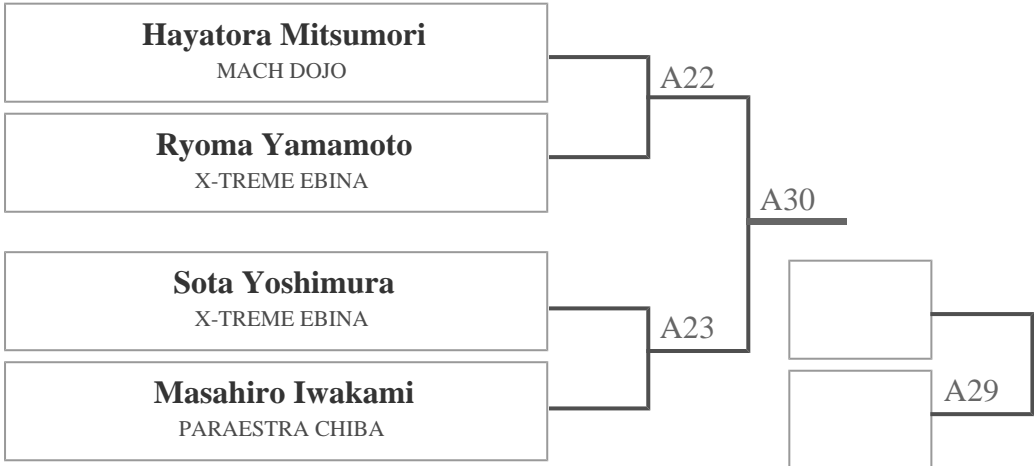 Hayatora Mitsumori
MACH DOJO
A22
Ryoma Yamamoto
X-TREME EBINA
A30
Sota Yoshimura
X-TREME EBINA
A23
Masahiro Iwakami
PARAESTRA CHIBA
A29